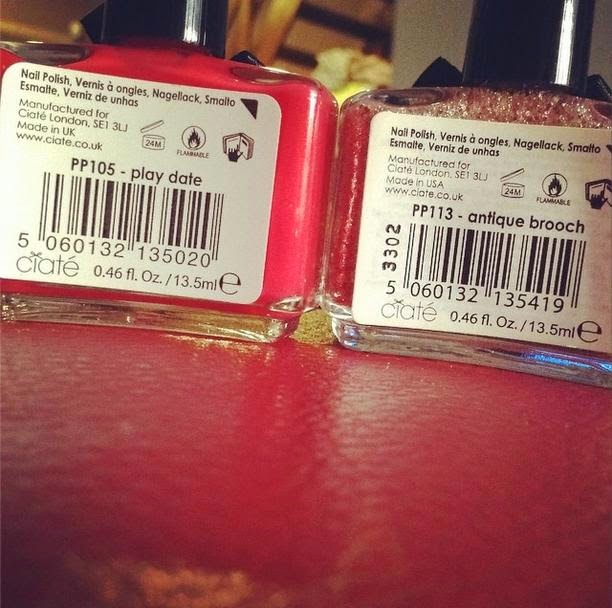 Nail Polish, Vernis à ongles, Nagellack, Smalto
Esmalte, Verniz de unhas
Manufactured for
Ciaté London, SE1 3LJ
Made in UK
www.ciate.co.uk
24M
FLAMMABLE
PP105 - play date
5 060132 135020
ciaté 0.46 fl. Oz. / 13.5ml e
Nail Polish, Vernis à ongles, Nagellack, Smalto
Esmalte, Verniz de unhas
Manufactured for
Ciaté London, SE1 3LJ
Made in USA
www.ciate.co.uk
24M
FLAMMABLE
PP113 - antique brooch
3302
5 060132 135419
ciaté 0.46 fl. Oz. / 13.5ml e